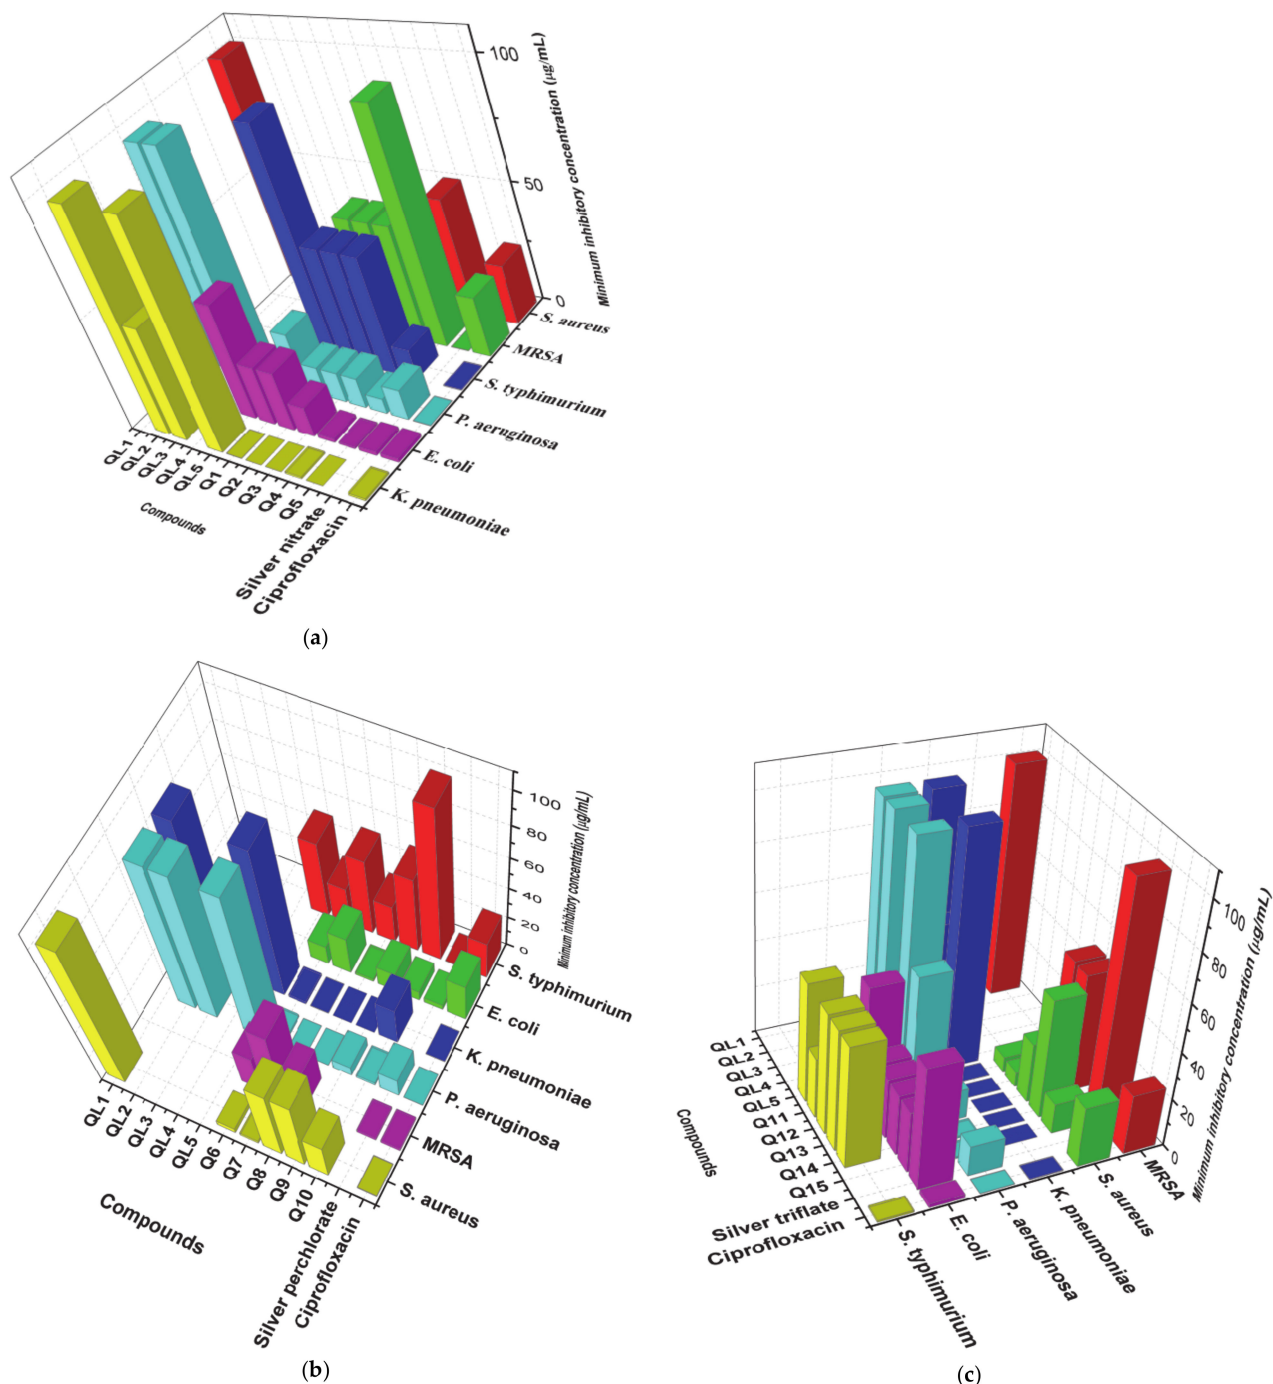 100
50
0
Minimum inhibitory concentration (µg/mL)
S. aureus
MRSA
S. typhimurium
P. aeruginosa
E. coli
K. pneumoniae
QL1
QL2
QL3
QL4
QL5
Q1
Q2
Q3
Q4
Q5
Silver nitrate
Ciprofloxacin
Compounds
(a)
100
80
60
40
20
0
Minimum inhibitory concentration (µg/mL)
S. typhimurium
E. coli
K. pneumoniae
P. aeruginosa
MRSA
S. aureus
QL1
QL2
QL3
QL4
QL5
Q6
Q7
Q8
Q9
Q10
Silver perchlorate
Ciprofloxacin
Compounds
(b)
100
80
60
40
20
0
Minimum inhibitory concentration (µg/mL)
QL1
QL2
QL3
QL4
QL5
Q11
Q12
Q13
Q14
Q15
Silver triflate
Ciprofloxacin
Compounds
S. typhimurium
E. coli
P. aeruginosa
K. pneumoniae
S. aureus
MRSA
(c)